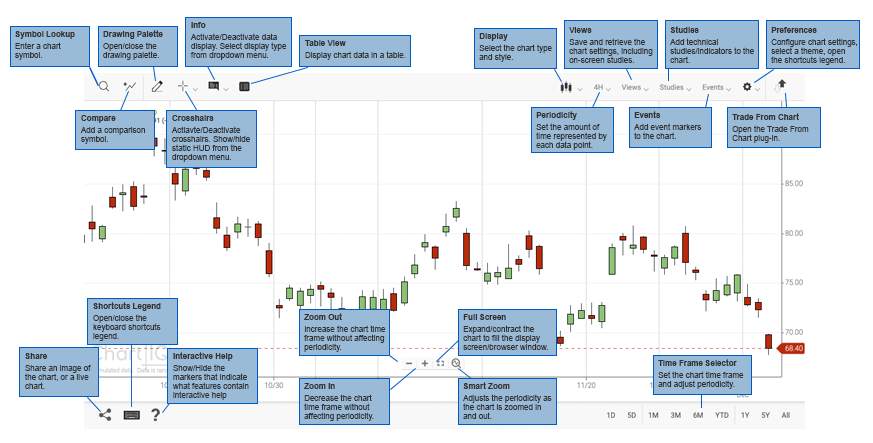 Symbol Lookup
Enter a chart
symbol.
Drawing Palette
Open/close the
drawing palette.
Info
Activate/Deactivate data
display. Select display type
from dropdown menu.
Table View
Display chart data in a table.
Display
Select the chart type
and style.
Views
Save and retrieve the
chart settings, including
on-screen studies.
Studies
Add technical
studies/indicators to the
chart.
Preferences
Configure chart settings,
select a theme, open
the shortcuts legend.
4H
Views
Studies
Events
Compare
Add a comparison
symbol.
Crosshairs
Actiavte/Deactivate
crosshairs. Show/hide
static HUD from the
dropdown menu.
Periodicity
Set the amount of
time represented by
each data point.
Events
Add event markers
to the chart.
Trade From Chart
Open the Trade From
Chart plug-in.
85.00
80.00
75.00
70.00
68.40
Shortcuts Legend
Open/close the
keyboard shortcuts
legend.
Zoom Out
Increase the chart time
frame without affecting
periodicity.
Full Screen
Expand/contract the
chart to fill the display
screen/browser window.
Share
Share an image of
the chart, or a live
chart.
Interactive Help
Show/Hide the
markers that indicate
what features contain
interactive help
Zoom In
Decrease the chart
time frame without
affecting periodicity.
Smart Zoom
Adjusts the periodicity as
the chart is zoomed in
and out.
Time Frame Selector
Set the chart time frame
and adjust periodicity.
10/30
11/20
Dec
1D 5D 1M 3M 6M YTD 1Y 5Y All